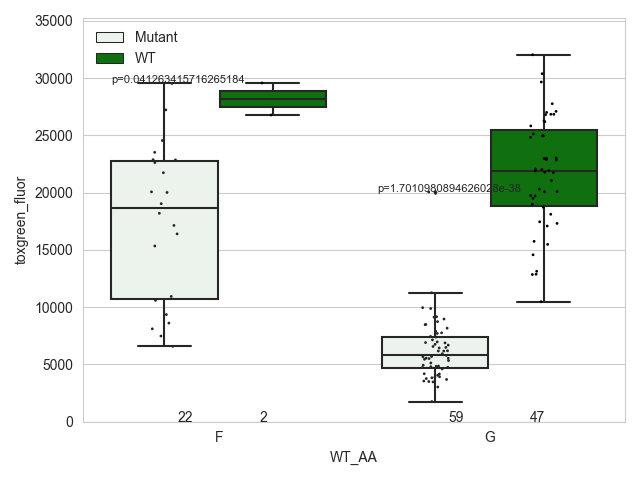 35000
30000
25000
20000
15000
10000
5000
0
toxgreen_fluor
Mutant
WT
p=0.041263415716265184
p=1.7010980894626028e-38
22 2 59 47
F G
WT_AA